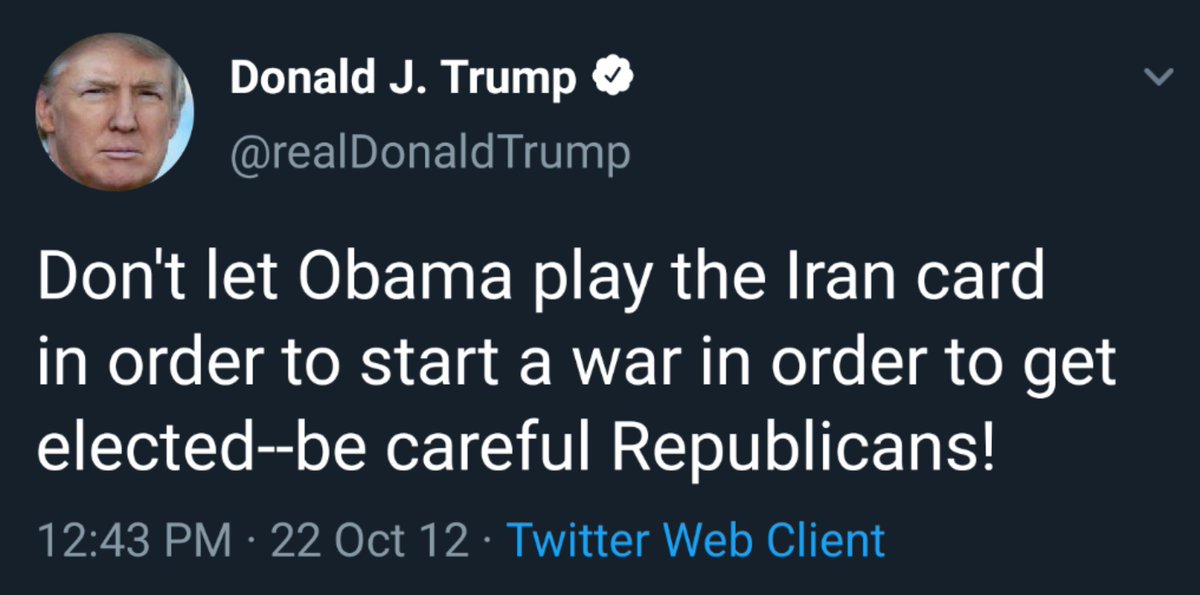 Donald J. Trump
@realDonaldTrump
Don't let Obama play the Iran card
in order to start a war in order to get
elected--be careful Republicans!
12:43 PM · 22 Oct 12 · Twitter Web Client